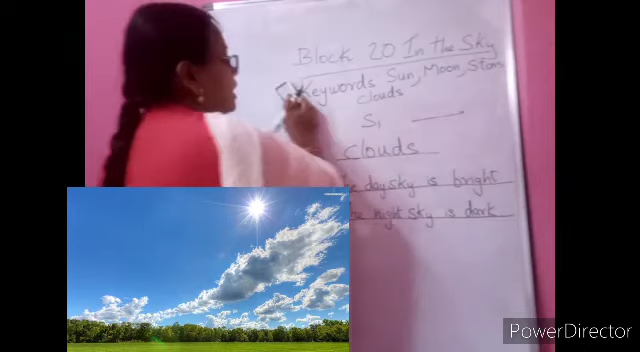 Block 20 In the Sky
Keywords Sun, Moon, Stars
clouds
S,
clouds
day sky is bright
night sky is dark
PowerDirector